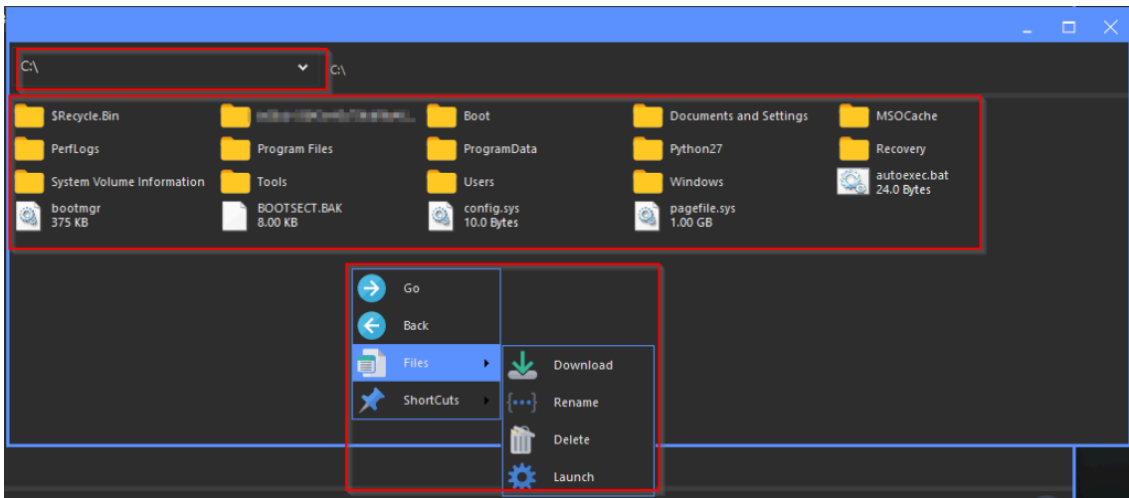 C:\ C:\
$Recycle.Bin Boot Documents and Settings MSOCache
PerfLogs Program Files ProgramData Python27 Recovery
System Volume Information Tools Users Windows autoexec.bat
24.0 Bytes
bootmgr BOOTSECT.BAK config.sys pagefile.sys
375 KB 8.00 KB 10.0 Bytes 1.00 GB
Go
Back
Files Download
ShortCuts {•••} Rename
Delete
Launch